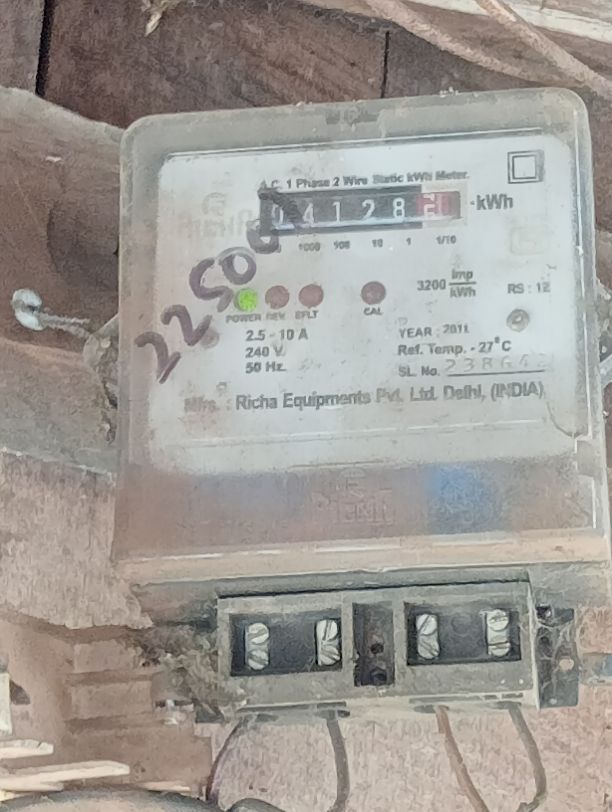 A.C. 1 Phase 2 Wire Static kWh Meter.
04128 kWh
1000 100 10 1 1/10
22500
3200 imp/kWh
RS : 12
POWER REV EFLT CAL
2.5 - 10 A
240 V
50 Hz.
YEARS : 2011
Ref. Temp. - 27°C
SL. No.
Mfrs. : Richa Equipments Pvt. Ltd. Delhi, (INDIA)